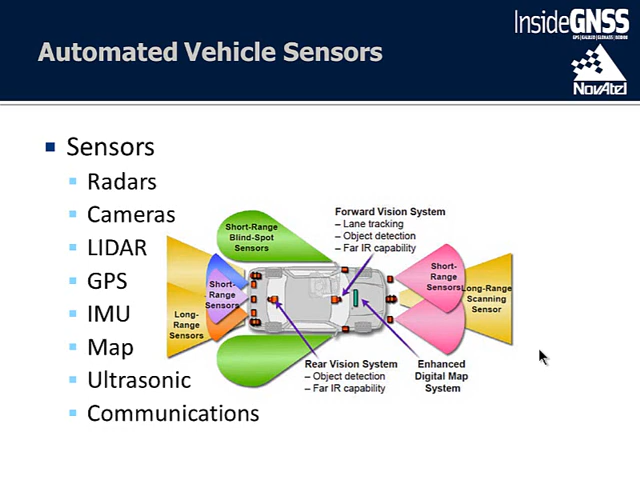 InsideGNSS
GPS | GALILEO | GLONASS | BEIDOU
Automated Vehicle Sensors
NovAtel
Sensors
Radars
Cameras
LIDAR
GPS
IMU
Map
Ultrasonic
Communications
Short-Range
Blind-Spot
Sensors
Forward Vision System
– Lane tracking
– Object detection
– Far IR capability
Short-
Range
Sensors
Long-
Range
Sensors
Short-
Range
Sensors
Long-Range
Scanning
Sensor
Rear Vision System
– Object detection
– Far IR capability
Enhanced
Digital Map
System